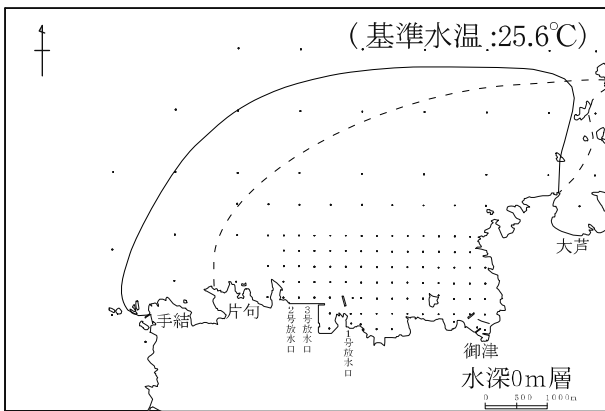 (基準水温:25.6℃)
大芦
手結
片句
2号放水口
3号放水口
1号放水口
御津
水深0m層
0 500 1000m